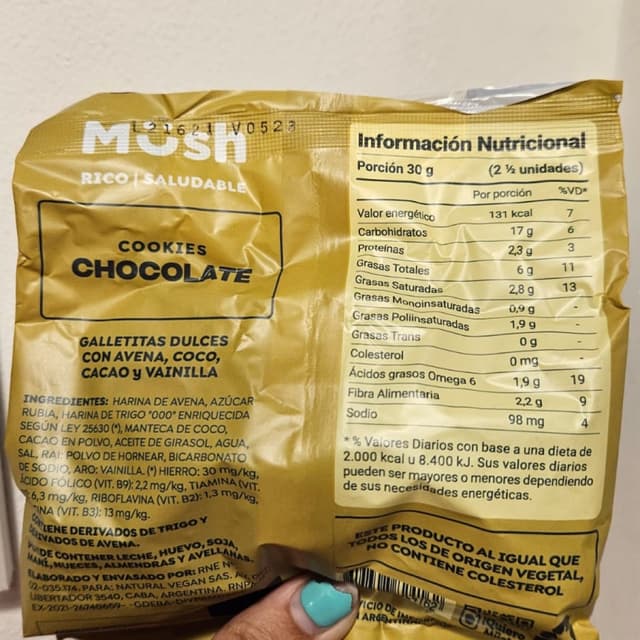 Mush
L21621 V0523
RICO | SALUDABLE
COOKIES
CHOCOLATE
GALLETITAS DULCES
CON AVENA, COCO,
CACAO y VAINILLA
INGREDIENTES: HARINA DE AVENA, AZÚCAR
RUBIA, HARINA DE TRIGO "000" ENRIQUECIDA
SEGÚN LEY 25630 (*), MANTECA DE COCO,
CACAO EN POLVO, ACEITE DE GIRASOL, AGUA,
SAL, RAI: POLVO DE HORNEAR, BICARBONATO
DE SODIO, ARO: VAINILLA. (*) HIERRO: 30 mg/kg,
ÁCIDO FÓLICO (VIT. B9): 2,2 mg/kg, TIAMINA (VIT.
6,3 mg/kg, RIBOFLAVINA (VIT. B2): 1,3 mg/kg,
INA (VIT. B3): 13 mg/kg.
DERIVADOS DE TRIGO Y
DERIVADOS DE AVENA.
PUEDE CONTENER LECHE, HUEVO, SOJA,
MANÍ, NUECES, ALMENDRAS Y AVELLANAS.
ELABORADO Y ENVASADO POR: RNE N°
02-035.174. PARA: NATURAL VEGAN SAS.
LIBERTADOR 3540, CABA, ARGENTINA. RNPA
Información Nutricional
Porción 30 g (2 ½ unidades)
Por porción %VD*
Valor energético 131 kcal 7
Carbohidratos 17 g 6
Proteínas 2,3 g 3
Grasas Totales 6 g 11
Grasas Saturadas 2,8 g 13
Grasas Monoinsaturadas 0,9 g -
Grasas Poliinsaturadas 1,9 g -
Grasas Trans 0 g -
Colesterol 0 mg -
Ácidos grasos Omega 6 1,9 g 19
Fibra Alimentaria 2,2 g 9
Sodio 98 mg 4
* % Valores Diarios con base a una dieta de
2.000 kcal u 8.400 kJ. Sus valores diarios
pueden ser mayores o menores dependiendo
de sus necesidades energéticas.
ESTE PRODUCTO AL IGUAL QUE
TODOS LOS DE ORIGEN VEGETAL,
NO CONTIENE COLESTEROL